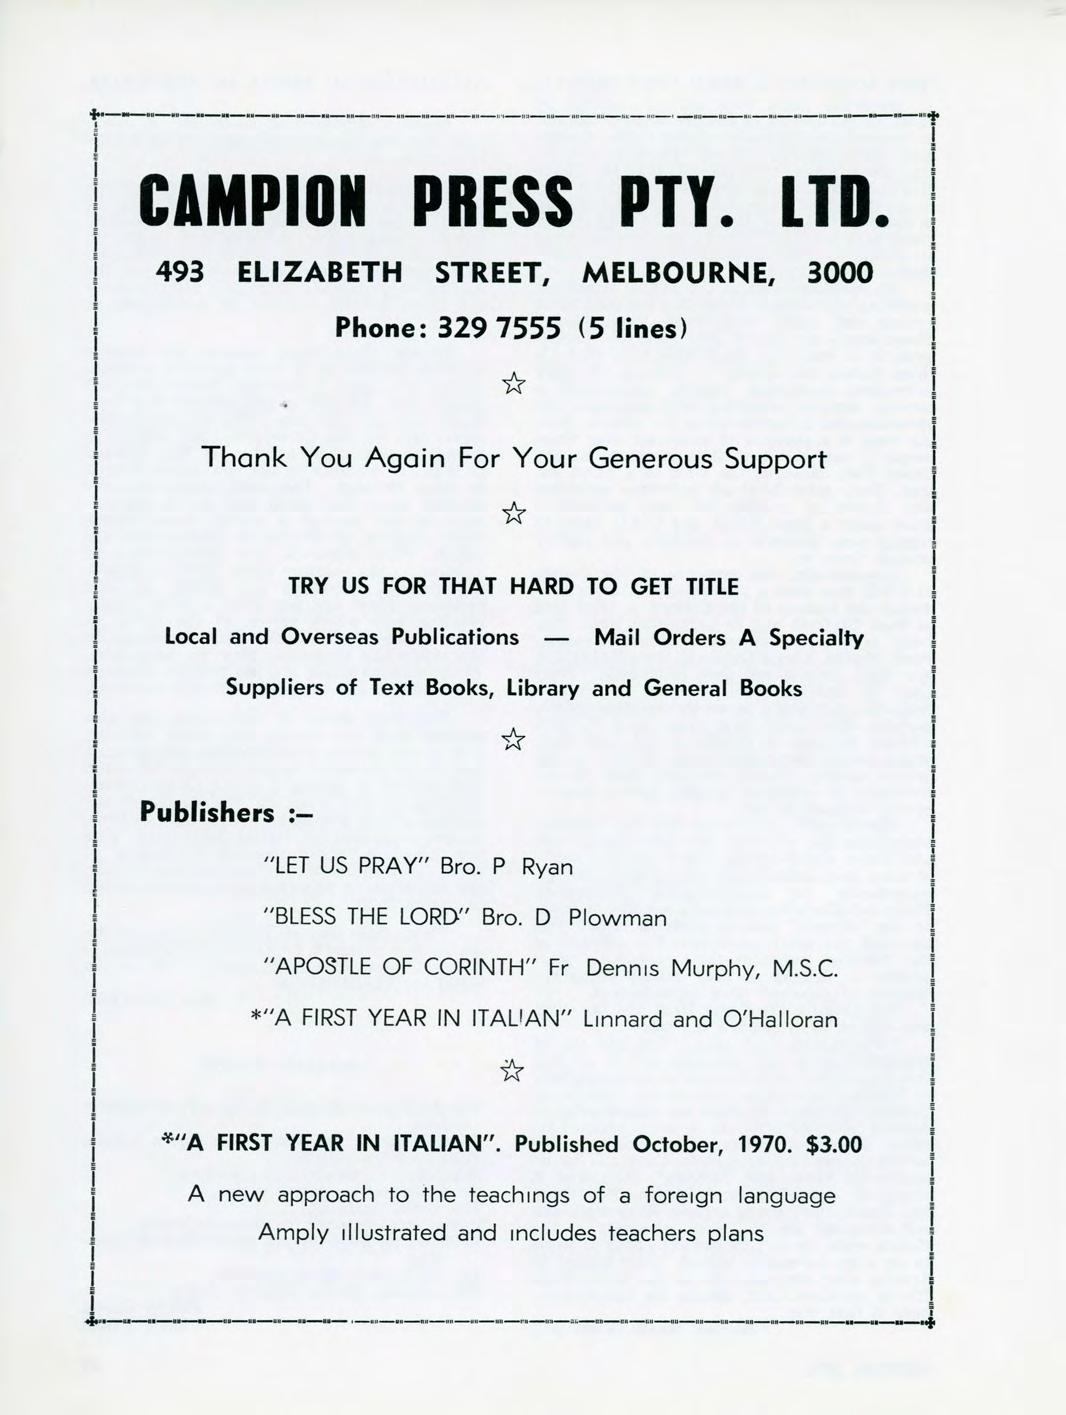 CAMPION PRESS PTY. LTD.
493 ELIZABETH STREET, MELBOURNE, 3000
Phone: 329 7555 (5 lines)
☆
Thank You Again For Your Generous Support
☆
TRY US FOR THAT HARD TO GET TITLE
Local and Overseas Publications — Mail Orders A Specialty
Suppliers of Text Books, Library and General Books
☆
Publishers :–
"LET US PRAY" Bro. P Ryan
"BLESS THE LORD" Bro. D Plowman
"APOSTLE OF CORINTH" Fr Dennis Murphy, M.S.C.
*"A FIRST YEAR IN ITALIAN" Linnard and O'Halloran
☆
*"A FIRST YEAR IN ITALIAN". Published October, 1970. $3.00
A new approach to the teachings of a foreign language
Amply illustrated and includes teachers plans